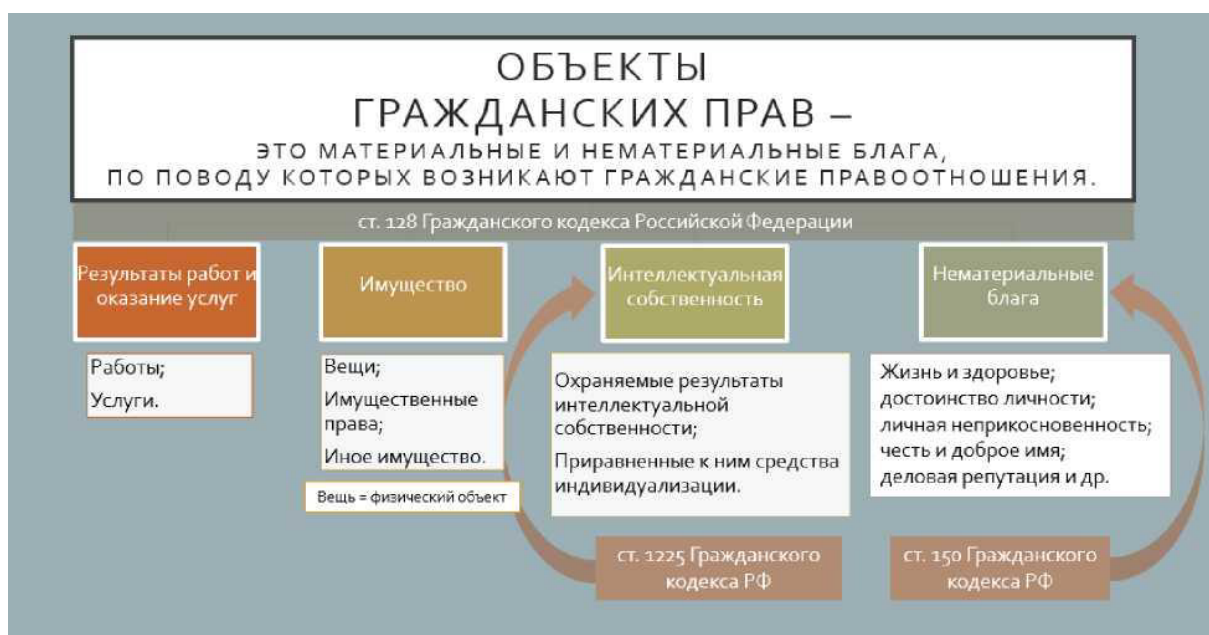 ОБЪЕКТЫ
ГРАЖДАНСКИХ ПРАВ –
ЭТО МАТЕРИАЛЬНЫЕ И НЕМАТЕРИАЛЬНЫЕ БЛАГА,
ПО ПОВОДУ КОТОРЫХ ВОЗНИКАЮТ ГРАЖДАНСКИЕ ПРАВООТНОШЕНИЯ.
ст. 128 Гражданского кодекса Российской Федерации
Результаты работ и
оказание услуг
Работы;
Услуги.
Имущество
Вещи;
Имущественные
права;
Иное имущество.
Вещь = физический объект
Интеллектуальная
собственность
Охраняемые результаты
интеллектуальной
собственности;
Приравненные к ним средства
индивидуализации.
ст. 1225 Гражданского
кодекса РФ
Нематериальные
блага
Жизнь и здоровье;
достоинство личности;
личная неприкосновенность;
честь и доброе имя;
деловая репутация и др.
ст. 150 Гражданского
кодекса РФ